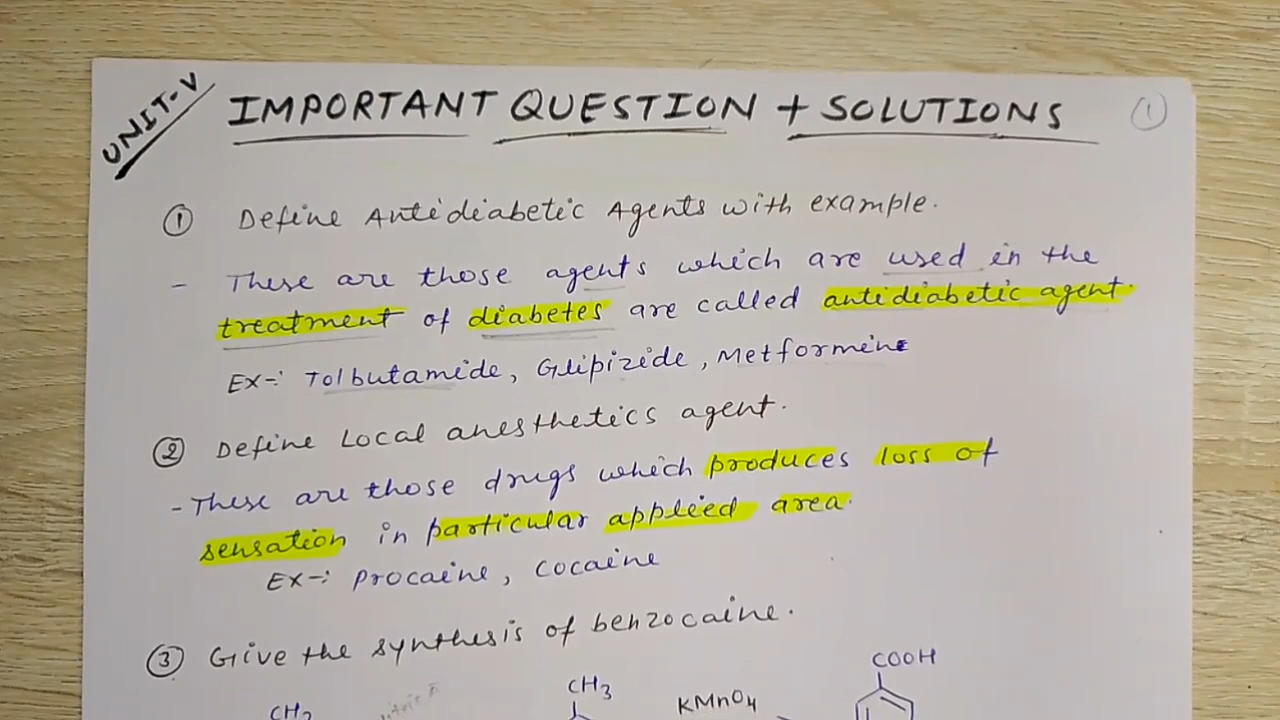 UNIT-V
IMPORTANT QUESTION + SOLUTIONS
1
① Define Antidiabetic Agents with example.
- These are those agents which are used in the
treatment of diabetes are called antidiabetic agent.
Ex-: Tolbutamide, Glipizide, Metformine
② Define Local anesthetics agent.
- These are those drugs which produces loss of
sensation in particular applied area.
Ex-: Procaine, Cocaine
③ Give the synthesis of benzocaine.
COOH
CH3
KMnO4
CH3